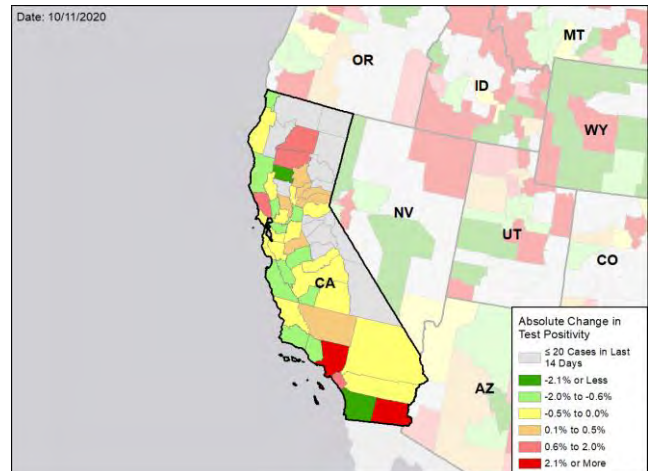 Date: 10/11/2020
MT
OR
ID
WY
NV
UT
CO
CA
AZ
Absolute Change in
Test Positivity
≤ 20 Cases in Last
14 Days
-2.1% or Less
-2.0% to -0.6%
-0.5% to 0.0%
0.1% to 0.5%
0.6% to 2.0%
2.1% or More